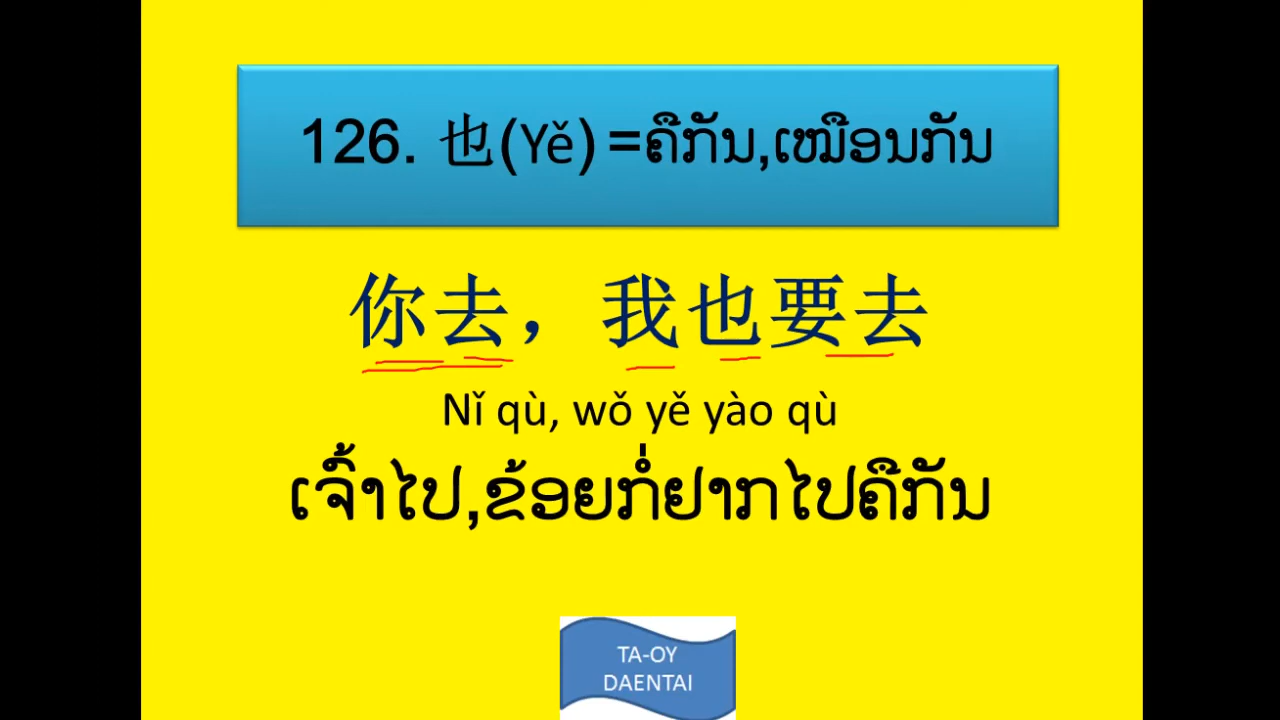 126. 也(Yě) =ຄືກັນ,ເໝືອນກັນ
你去，我也要去
Nǐ qù, wǒ yě yào qù
ເຈົ້າໄປ,ຂ້ອຍກໍ່ຢາກໄປຄືກັນ
TA-OY
DAENTAI